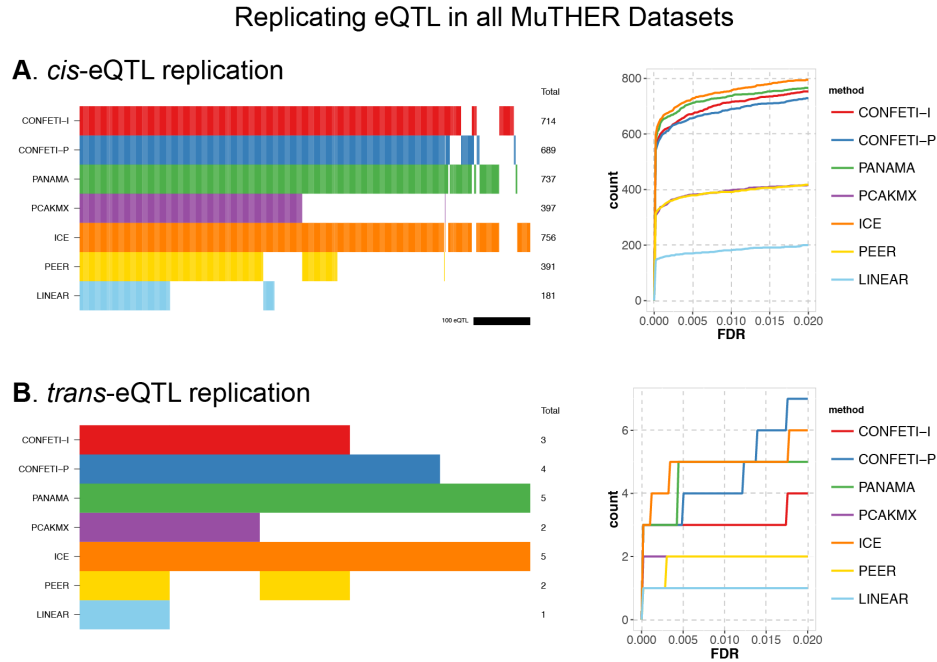 Replicating eQTL in all MuTHER Datasets
A. cis-eQTL replication
Total
CONFETI-I 714
CONFETI-P 689
PANAMA 737
PCAKMX 397
ICE 756
PEER 391
LINEAR 181
100 eQTL
800
600
400
200
0
count
0.000 0.005 0.010 0.015 0.020
FDR
method
CONFETI-I
CONFETI-P
PANAMA
PCAKMX
ICE
PEER
LINEAR
B. trans-eQTL replication
Total
CONFETI-I 3
CONFETI-P 4
PANAMA 5
PCAKMX 2
ICE 5
PEER 2
LINEAR 1
6
4
2
0
count
0.000 0.005 0.010 0.015 0.020
FDR
method
CONFETI-I
CONFETI-P
PANAMA
PCAKMX
ICE
PEER
LINEAR